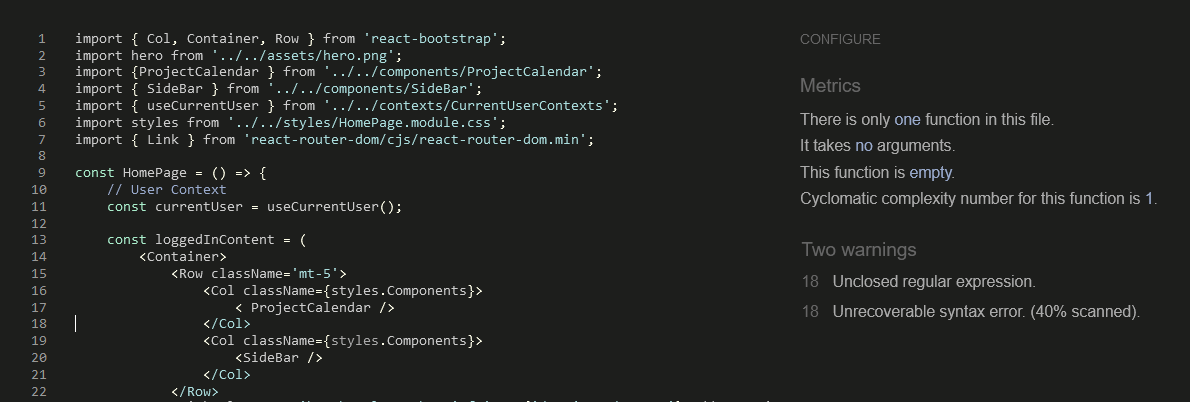 1 import { Col, Container, Row } from 'react-bootstrap';
2 import hero from '../../assets/hero.png';
3 import {ProjectCalendar } from '../../components/ProjectCalendar';
4 import { SideBar } from '../../components/SideBar';
5 import { useCurrentUser } from '../../contexts/CurrentUserContexts';
6 import styles from '../../styles/HomePage.module.css';
7 import { Link } from 'react-router-dom/cjs/react-router-dom.min';
8
9 const HomePage = () => {
10 // User Context
11 const currentUser = useCurrentUser();
12
13 const loggedInContent = (
14 <Container>
15 <Row className='mt-5'>
16 <Col className={styles.Components}>
17 < ProjectCalendar />
18 </Col>
19 <Col className={styles.Components}>
20 <SideBar />
21 </Col>
22 </Row>
CONFIGURE
Metrics
There is only one function in this file.
It takes no arguments.
This function is empty.
Cyclomatic complexity number for this function is 1.
Two warnings
18 Unclosed regular expression.
18 Unrecoverable syntax error. (40% scanned).